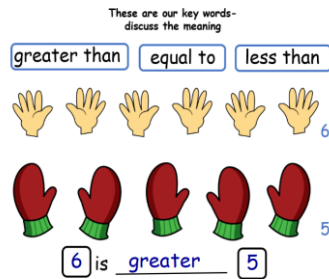 These are our key words-
discuss the meaning
greater than equal to less than
6
5
6 is greater 5